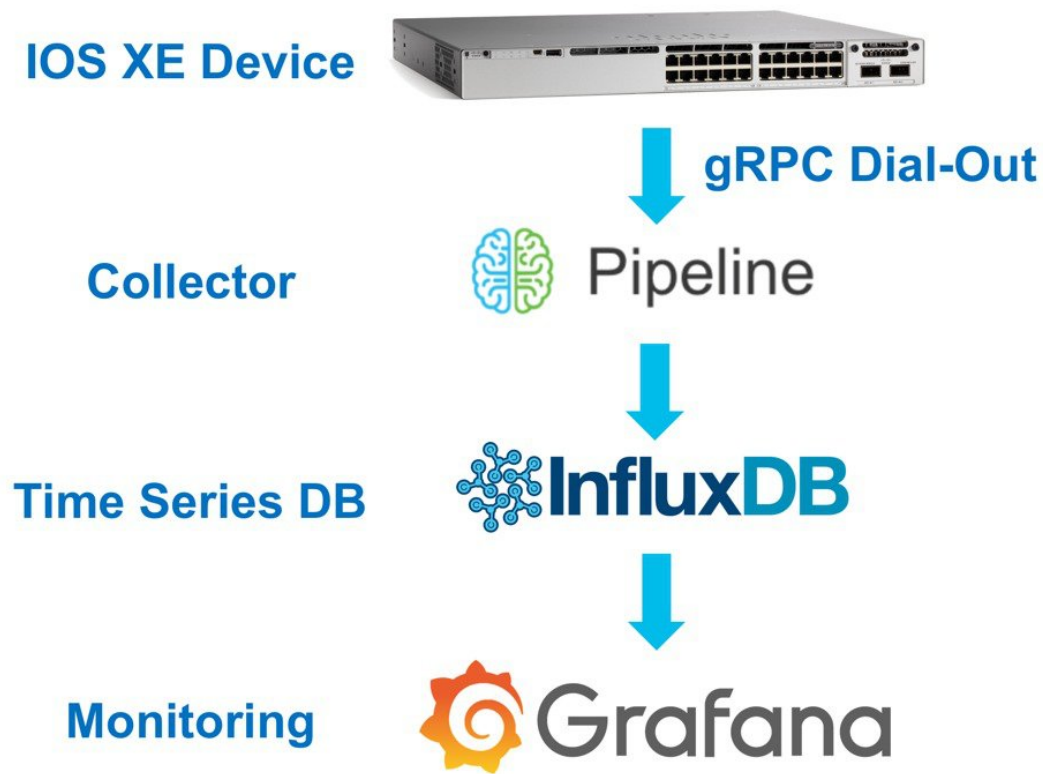 IOS XE Device
gRPC Dial-Out
Collector
Pipeline
Time Series DB
InfluxDB
Monitoring
Grafana